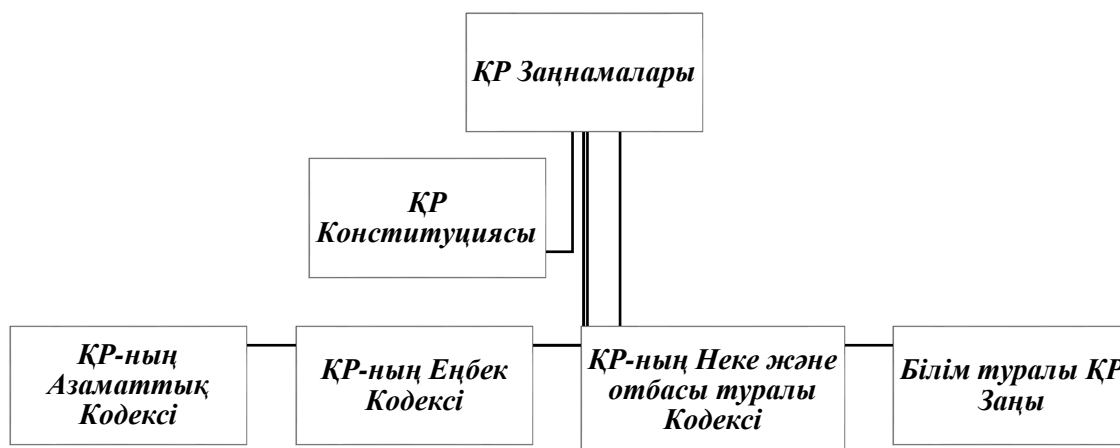 ҚР Заңнамалары
ҚР
Конституциясы
ҚР-ның
Азаматтық
Кодексі
ҚР-ның Еңбек
Кодексі
ҚР-ның Неке және
отбасы туралы
Кодексі
Білім туралы ҚР
Заңы